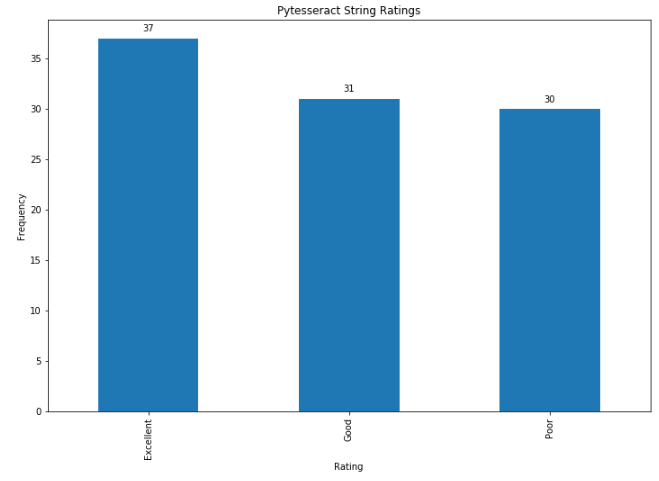 Pytesseract String Ratings
37
31
30
35
30
25
20
15
10
5
0
Frequency
Excellent
Good
Poor
Rating